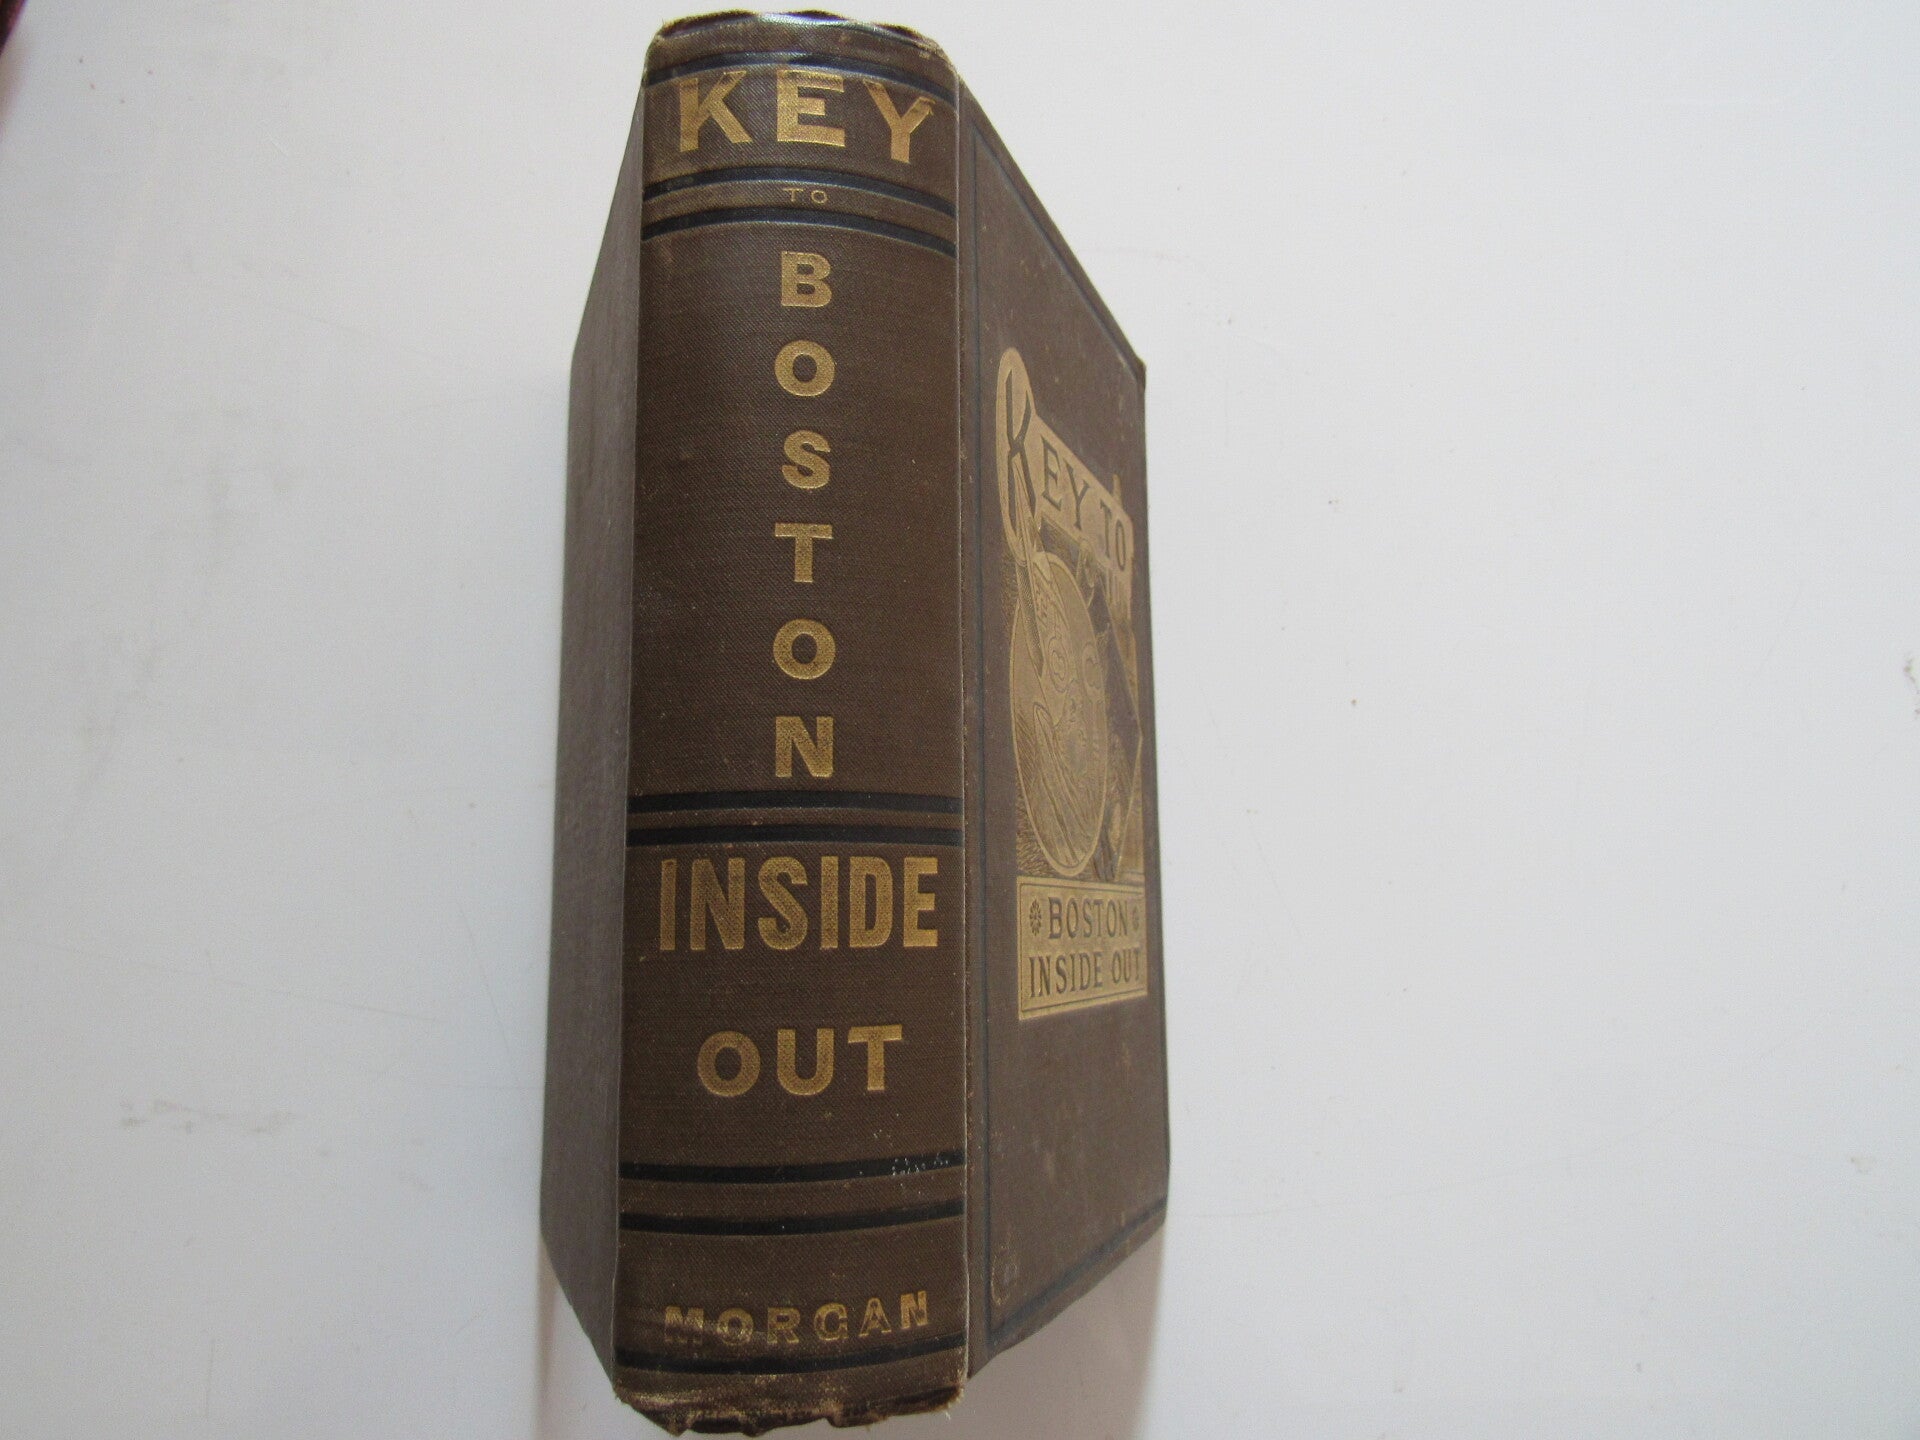 KEY
TO
BOSTON
INSIDE
OUT
MORGAN
KEY TO
BOSTON
INSIDE OUT